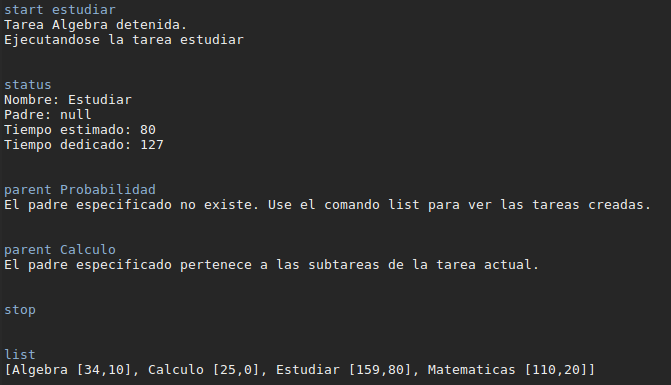 start estudiar
Tarea Algebra detenida.
Ejecutandose la tarea estudiar
status
Nombre: Estudiar
Padre: null
Tiempo estimado: 80
Tiempo dedicado: 127
parent Probabilidad
El padre especificado no existe. Use el comando list para ver las tareas creadas.
parent Calculo
El padre especificado pertenece a las subtareas de la tarea actual.
stop
list
[Algebra [34,10], Calculo [25,0], Estudiar [159,80], Matematicas [110,20]]